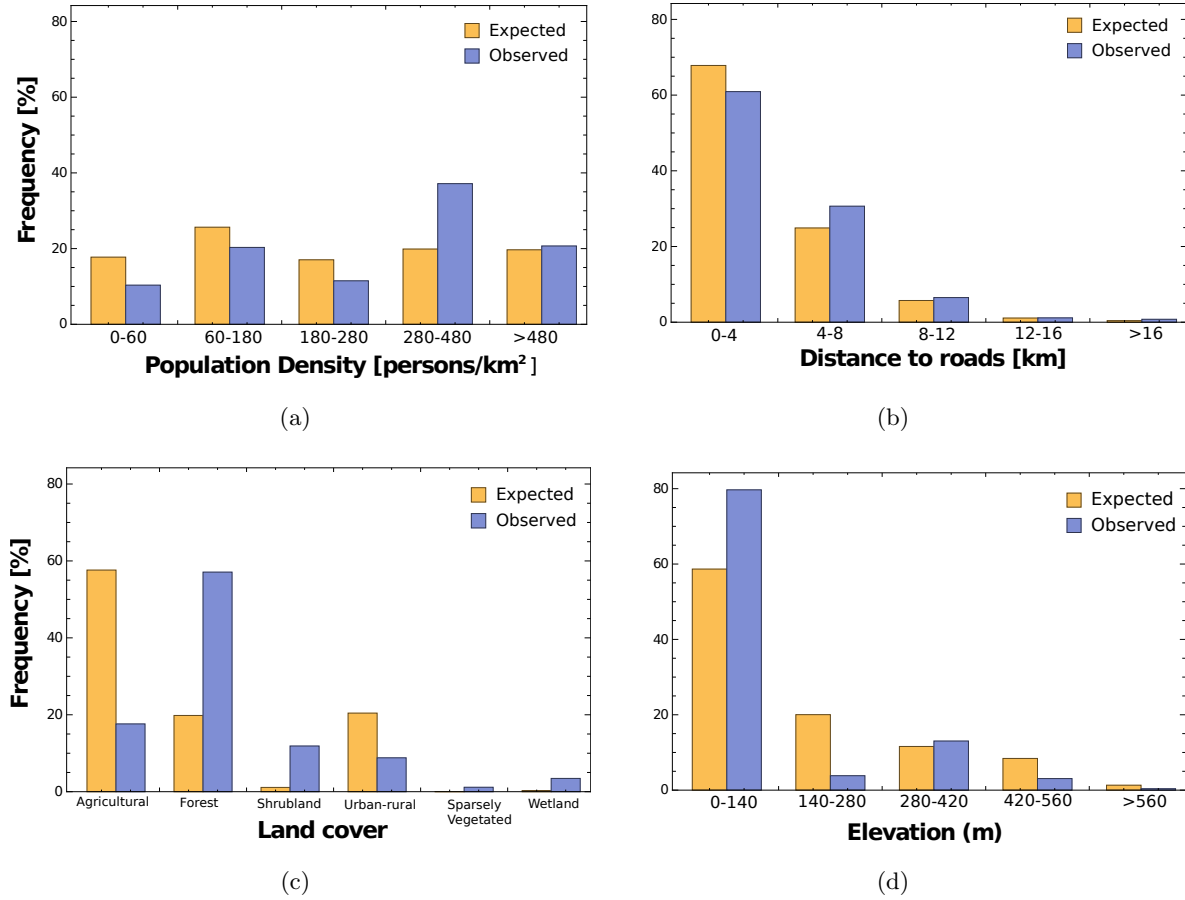 80
60
40
20
0
Frequency [%]
Expected
Observed
0-60 60-180 180-280 280-480 >480
Population Density [persons/km² ]
(a)
80
60
40
20
0
Expected
Observed
0-4 4-8 8-12 12-16 >16
Distance to roads [km]
(b)
80
60
40
20
0
Frequency [%]
Expected
Observed
Agricultural Forest Shrubland Urban-rural Sparsely Wetland
Vegetated
Land cover
(c)
80
60
40
20
0
Expected
Observed
0-140 140-280 280-420 420-560 >560
Elevation (m)
(d)